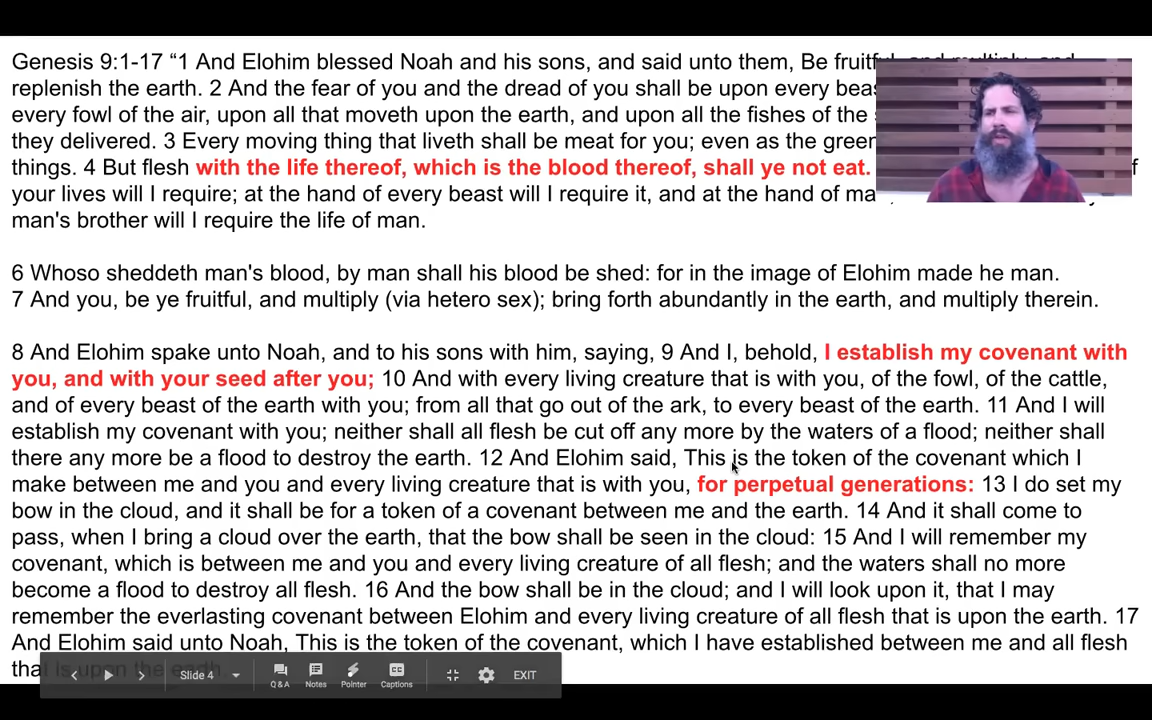 Genesis 9:1-17 “1 And Elohim blessed Noah and his sons, and said unto them, Be fruitful, and multiply, and
replenish the earth. 2 And the fear of you and the dread of you shall be upon every beas
every fowl of the air, upon all that moveth upon the earth, and upon all the fishes of the
they delivered. 3 Every moving thing that liveth shall be meat for you; even as the green
things. 4 But flesh with the life thereof, which is the blood thereof, shall ye not eat. f
your lives will I require; at the hand of every beast will I require it, and at the hand of ma
man's brother will I require the life of man.
6 Whoso sheddeth man's blood, by man shall his blood be shed: for in the image of Elohim made he man.
7 And you, be ye fruitful, and multiply (via hetero sex); bring forth abundantly in the earth, and multiply therein.
8 And Elohim spake unto Noah, and to his sons with him, saying, 9 And I, behold, I establish my covenant with
you, and with your seed after you; 10 And with every living creature that is with you, of the fowl, of the cattle,
and of every beast of the earth with you; from all that go out of the ark, to every beast of the earth. 11 And I will
establish my covenant with you; neither shall all flesh be cut off any more by the waters of a flood; neither shall
there any more be a flood to destroy the earth. 12 And Elohim said, This is the token of the covenant which I
make between me and you and every living creature that is with you, for perpetual generations: 13 I do set my
bow in the cloud, and it shall be for a token of a covenant between me and the earth. 14 And it shall come to
pass, when I bring a cloud over the earth, that the bow shall be seen in the cloud: 15 And I will remember my
covenant, which is between me and you and every living creature of all flesh; and the waters shall no more
become a flood to destroy all flesh. 16 And the bow shall be in the cloud; and I will look upon it, that I may
remember the everlasting covenant between Elohim and every living creature of all flesh that is upon the earth. 17
And Elohim said unto Noah, This is the token of the covenant, which I have established between me and all flesh
that is upon the earth.
Slide 4 Q & A Notes Pointer Captions EXIT